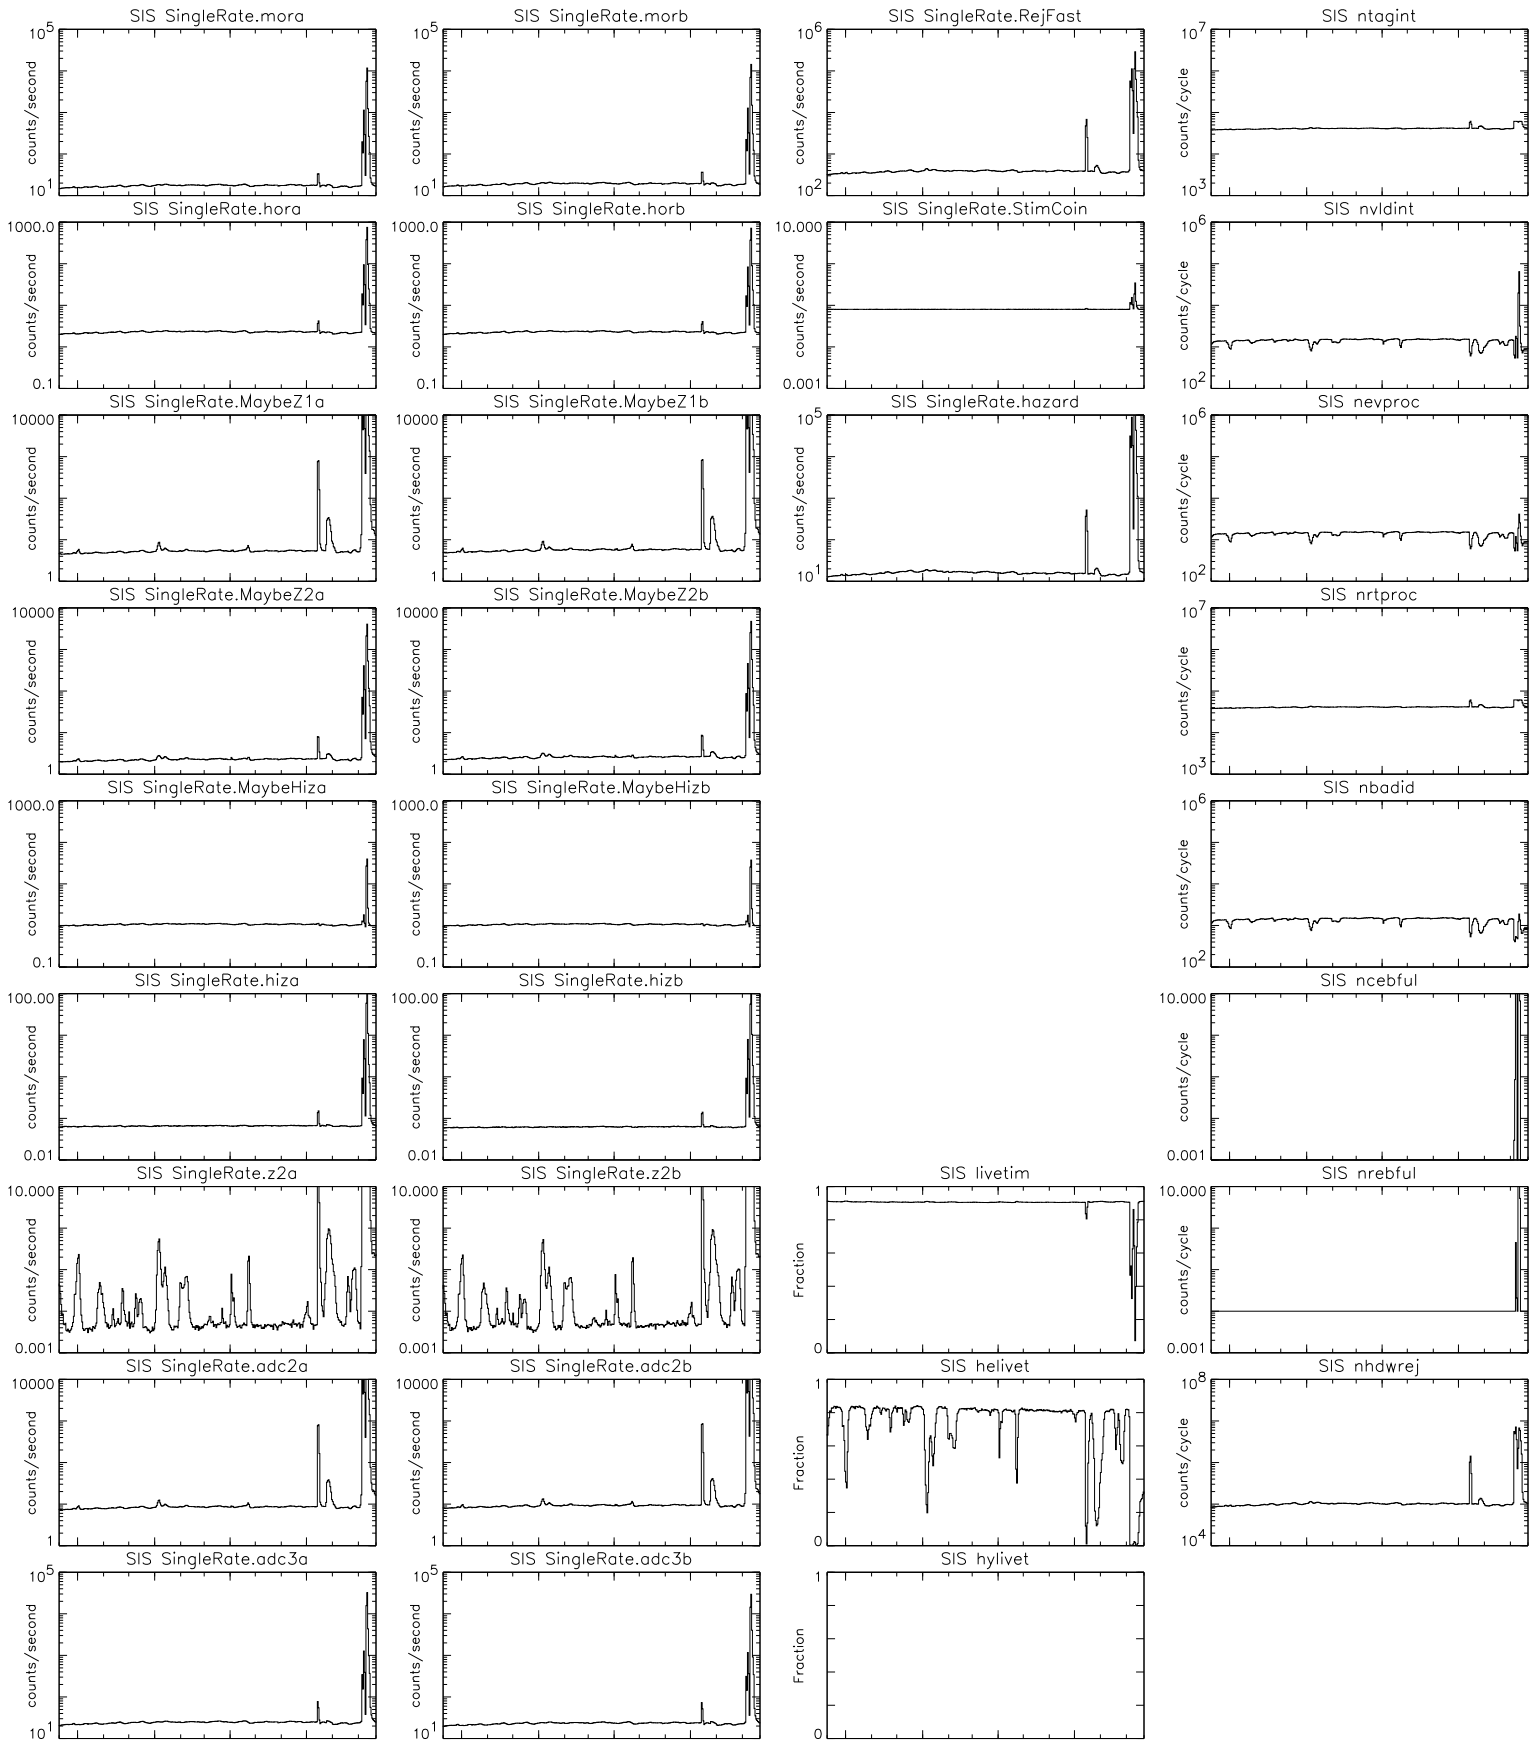 SIS SingleRate.mora
10^5
counts/second
10^1
SIS SingleRate.morb
10^5
counts/second
10^1
SIS SingleRate.RejFast
10^6
counts/second
10^2
SIS ntagint
10^7
counts/cycle
10^3
SIS SingleRate.hora
1000.0
counts/second
0.1
SIS SingleRate.horb
1000.0
counts/second
0.1
SIS SingleRate.StimCoin
10.000
counts/second
0.001
SIS nvldint
10^6
counts/cycle
10^2
SIS SingleRate.MaybeZ1a
10000
counts/second
1
SIS SingleRate.MaybeZ1b
10000
counts/second
1
SIS SingleRate.hazard
10^5
counts/second
10^1
SIS nevproc
10^6
counts/cycle
10^2
SIS SingleRate.MaybeZ2a
10000
counts/second
1
SIS SingleRate.MaybeZ2b
10000
counts/second
1
SIS nrtproc
10^7
counts/cycle
10^3
SIS SingleRate.MaybeHiza
1000.0
counts/second
0.1
SIS SingleRate.MaybeHizb
1000.0
counts/second
0.1
SIS nbadid
10^6
counts/cycle
10^2
SIS SingleRate.hiza
100.00
counts/second
0.01
SIS SingleRate.hizb
100.00
counts/second
0.01
SIS ncebful
10.000
counts/cycle
0.001
SIS SingleRate.z2a
10.000
counts/second
0.001
SIS SingleRate.z2b
10.000
counts/second
0.001
SIS livetim
1
Fraction
0
SIS nrebful
10.000
counts/cycle
0.001
SIS SingleRate.adc2a
10000
counts/second
1
SIS SingleRate.adc2b
10000
counts/second
1
SIS helivet
1
Fraction
0
SIS nhdwrej
10^8
counts/cycle
10^4
SIS SingleRate.adc3a
10^5
counts/second
10^1
SIS SingleRate.adc3b
10^5
counts/second
10^1
SIS hylivet
1
Fraction
0